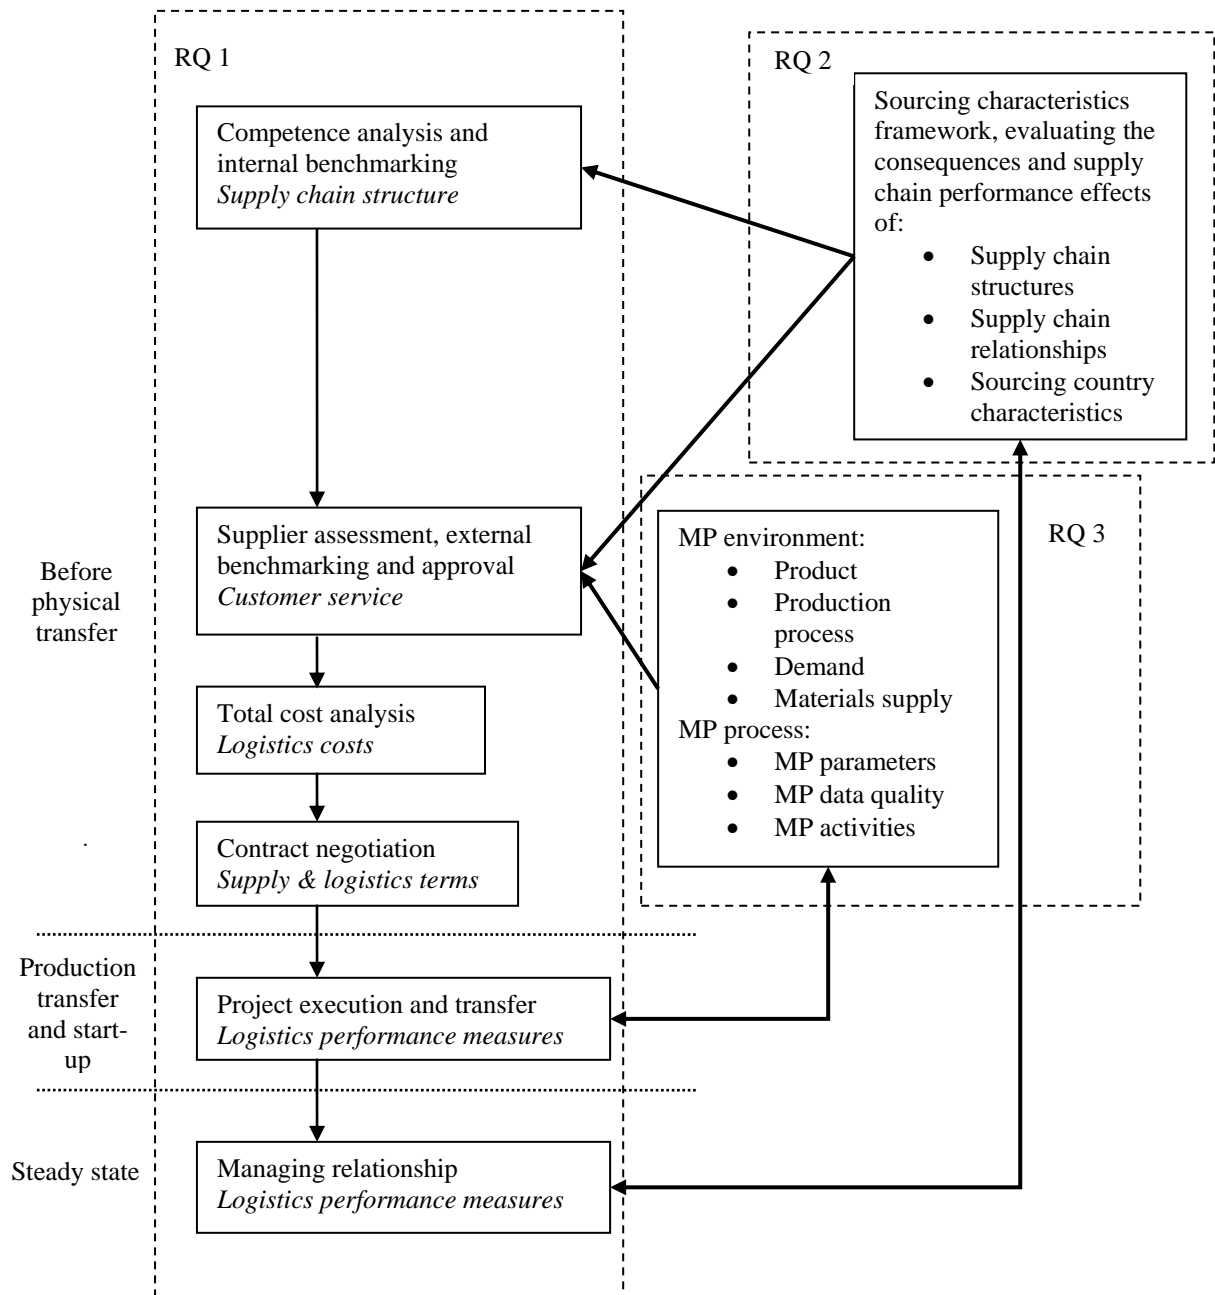 RQ 1
Competence analysis and
internal benchmarking
Supply chain structure
RQ 2
Sourcing characteristics
framework, evaluating the
consequences and supply
chain performance effects
of:
• Supply chain
structures
• Supply chain
relationships
• Sourcing country
characteristics
Before
physical
transfer
Supplier assessment, external
benchmarking and approval
Customer service
RQ 3
MP environment:
• Product
• Production
process
• Demand
• Materials supply
MP process:
• MP parameters
• MP data quality
• MP activities
Total cost analysis
Logistics costs
Contract negotiation
Supply & logistics terms
Production
transfer
and start-
up
Project execution and transfer
Logistics performance measures
Steady state
Managing relationship
Logistics performance measures